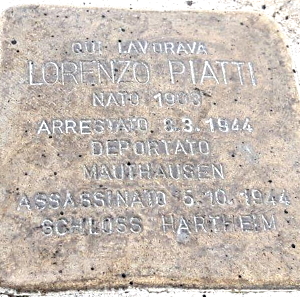 QUI LAVORAVA
LORENZO PIATTI
NATO 1903
ARRESTATO 8.3.1944
DEPORTATO
MAUTHAUSEN
ASSASSINATO 5.10.1944
SCHLOSS HARTHEIM